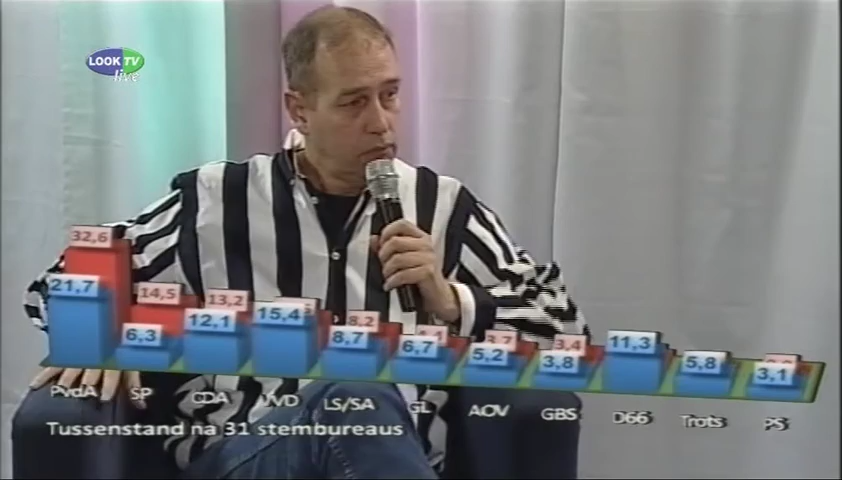 LOOK TV
live
32,6
21,7 14,5 6,3 13,2 12,1 15,4 8,2 8,7 6,7 3,7 5,2 3,4 3,8 11,3 5,8 3,1
PvdA SP CDA VVD LS/SA GL AOV GBS D66 Trots PS
Tussenstand na 31 stembureaus